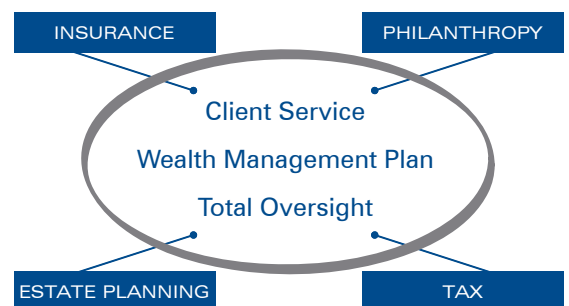 INSURANCE
PHILANTHROPY
Client Service
Wealth Management Plan
Total Oversight
ESTATE PLANNING
TAX